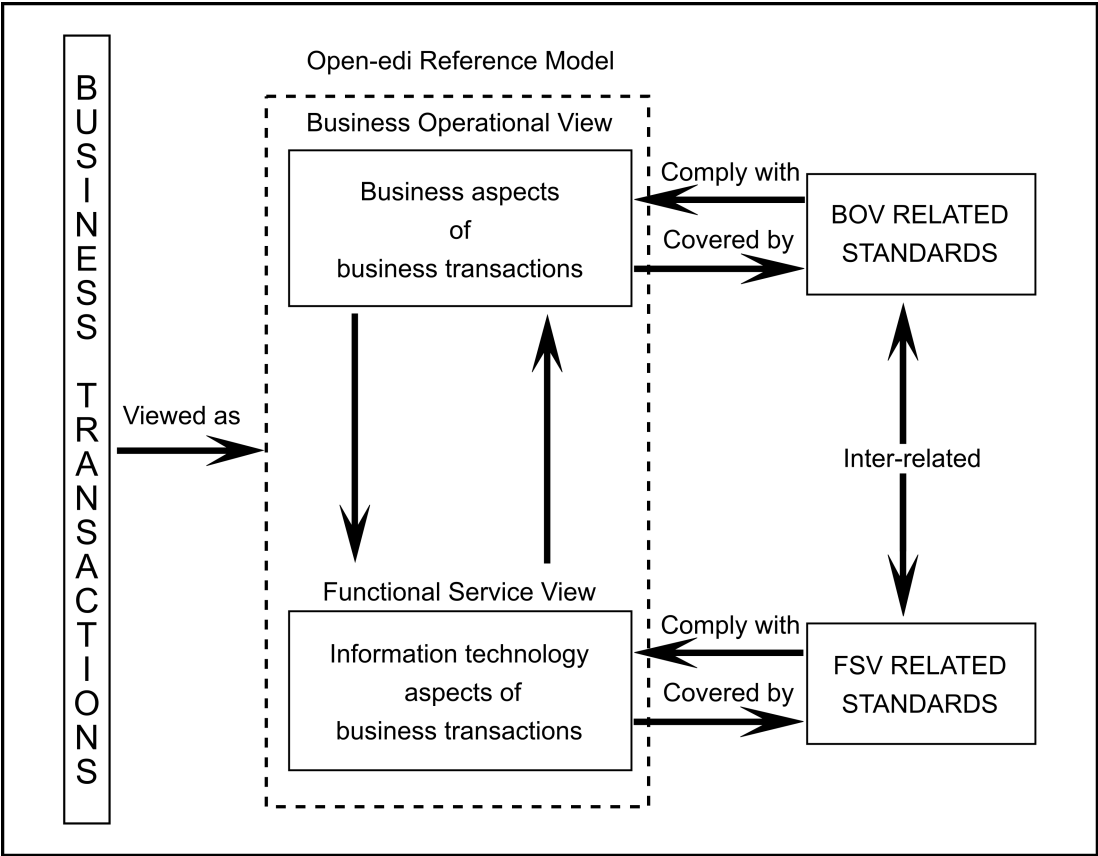 BUSINESS TRANSACTIONS
Open-edi Reference Model
Business Operational View
Business aspects
of
business transactions
Comply with
Covered by
BOV RELATED
STANDARDS
Viewed as
Inter-related
Functional Service View
Information technology
aspects of
business transactions
Comply with
Covered by
FSV RELATED
STANDARDS